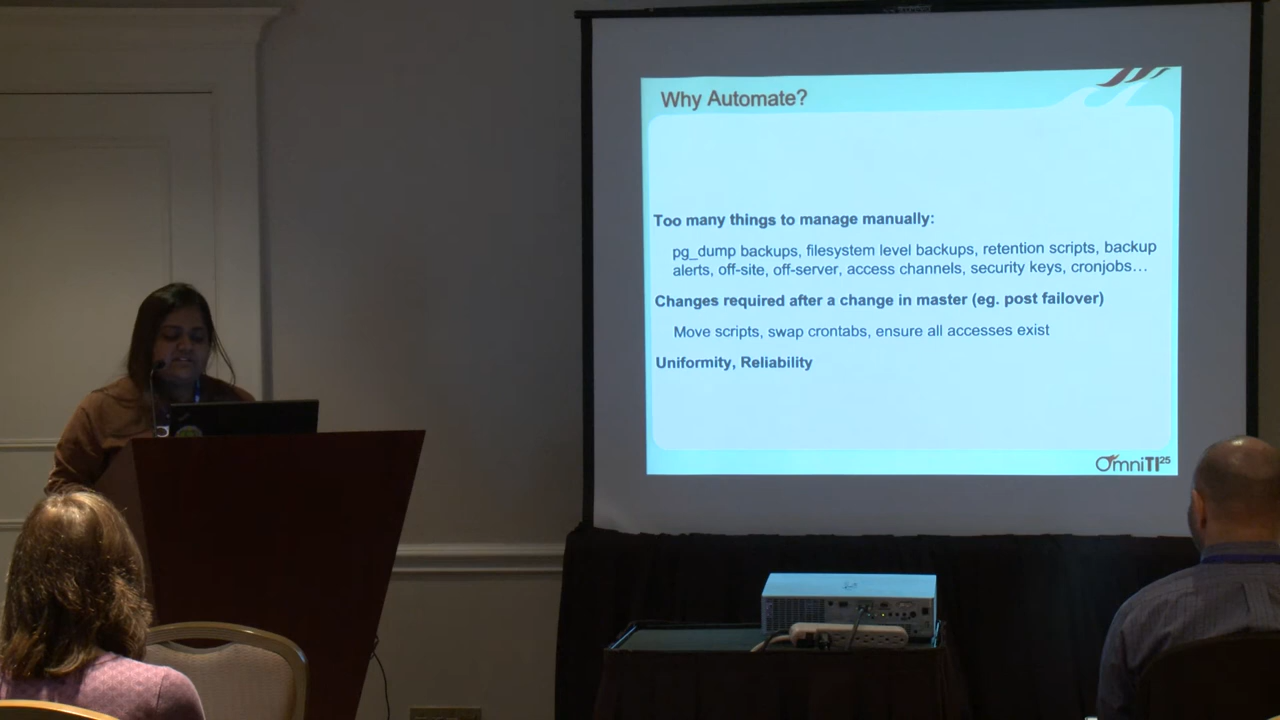 Why Automate?
Too many things to manage manually:
pg_dump backups, filesystem level backups, retention scripts, backup
alerts, off-site, off-server, access channels, security keys, cronjobs…
Changes required after a change in master (eg. post failover)
Move scripts, swap crontabs, ensure all accesses exist
Uniformity, Reliability
OmniTI25